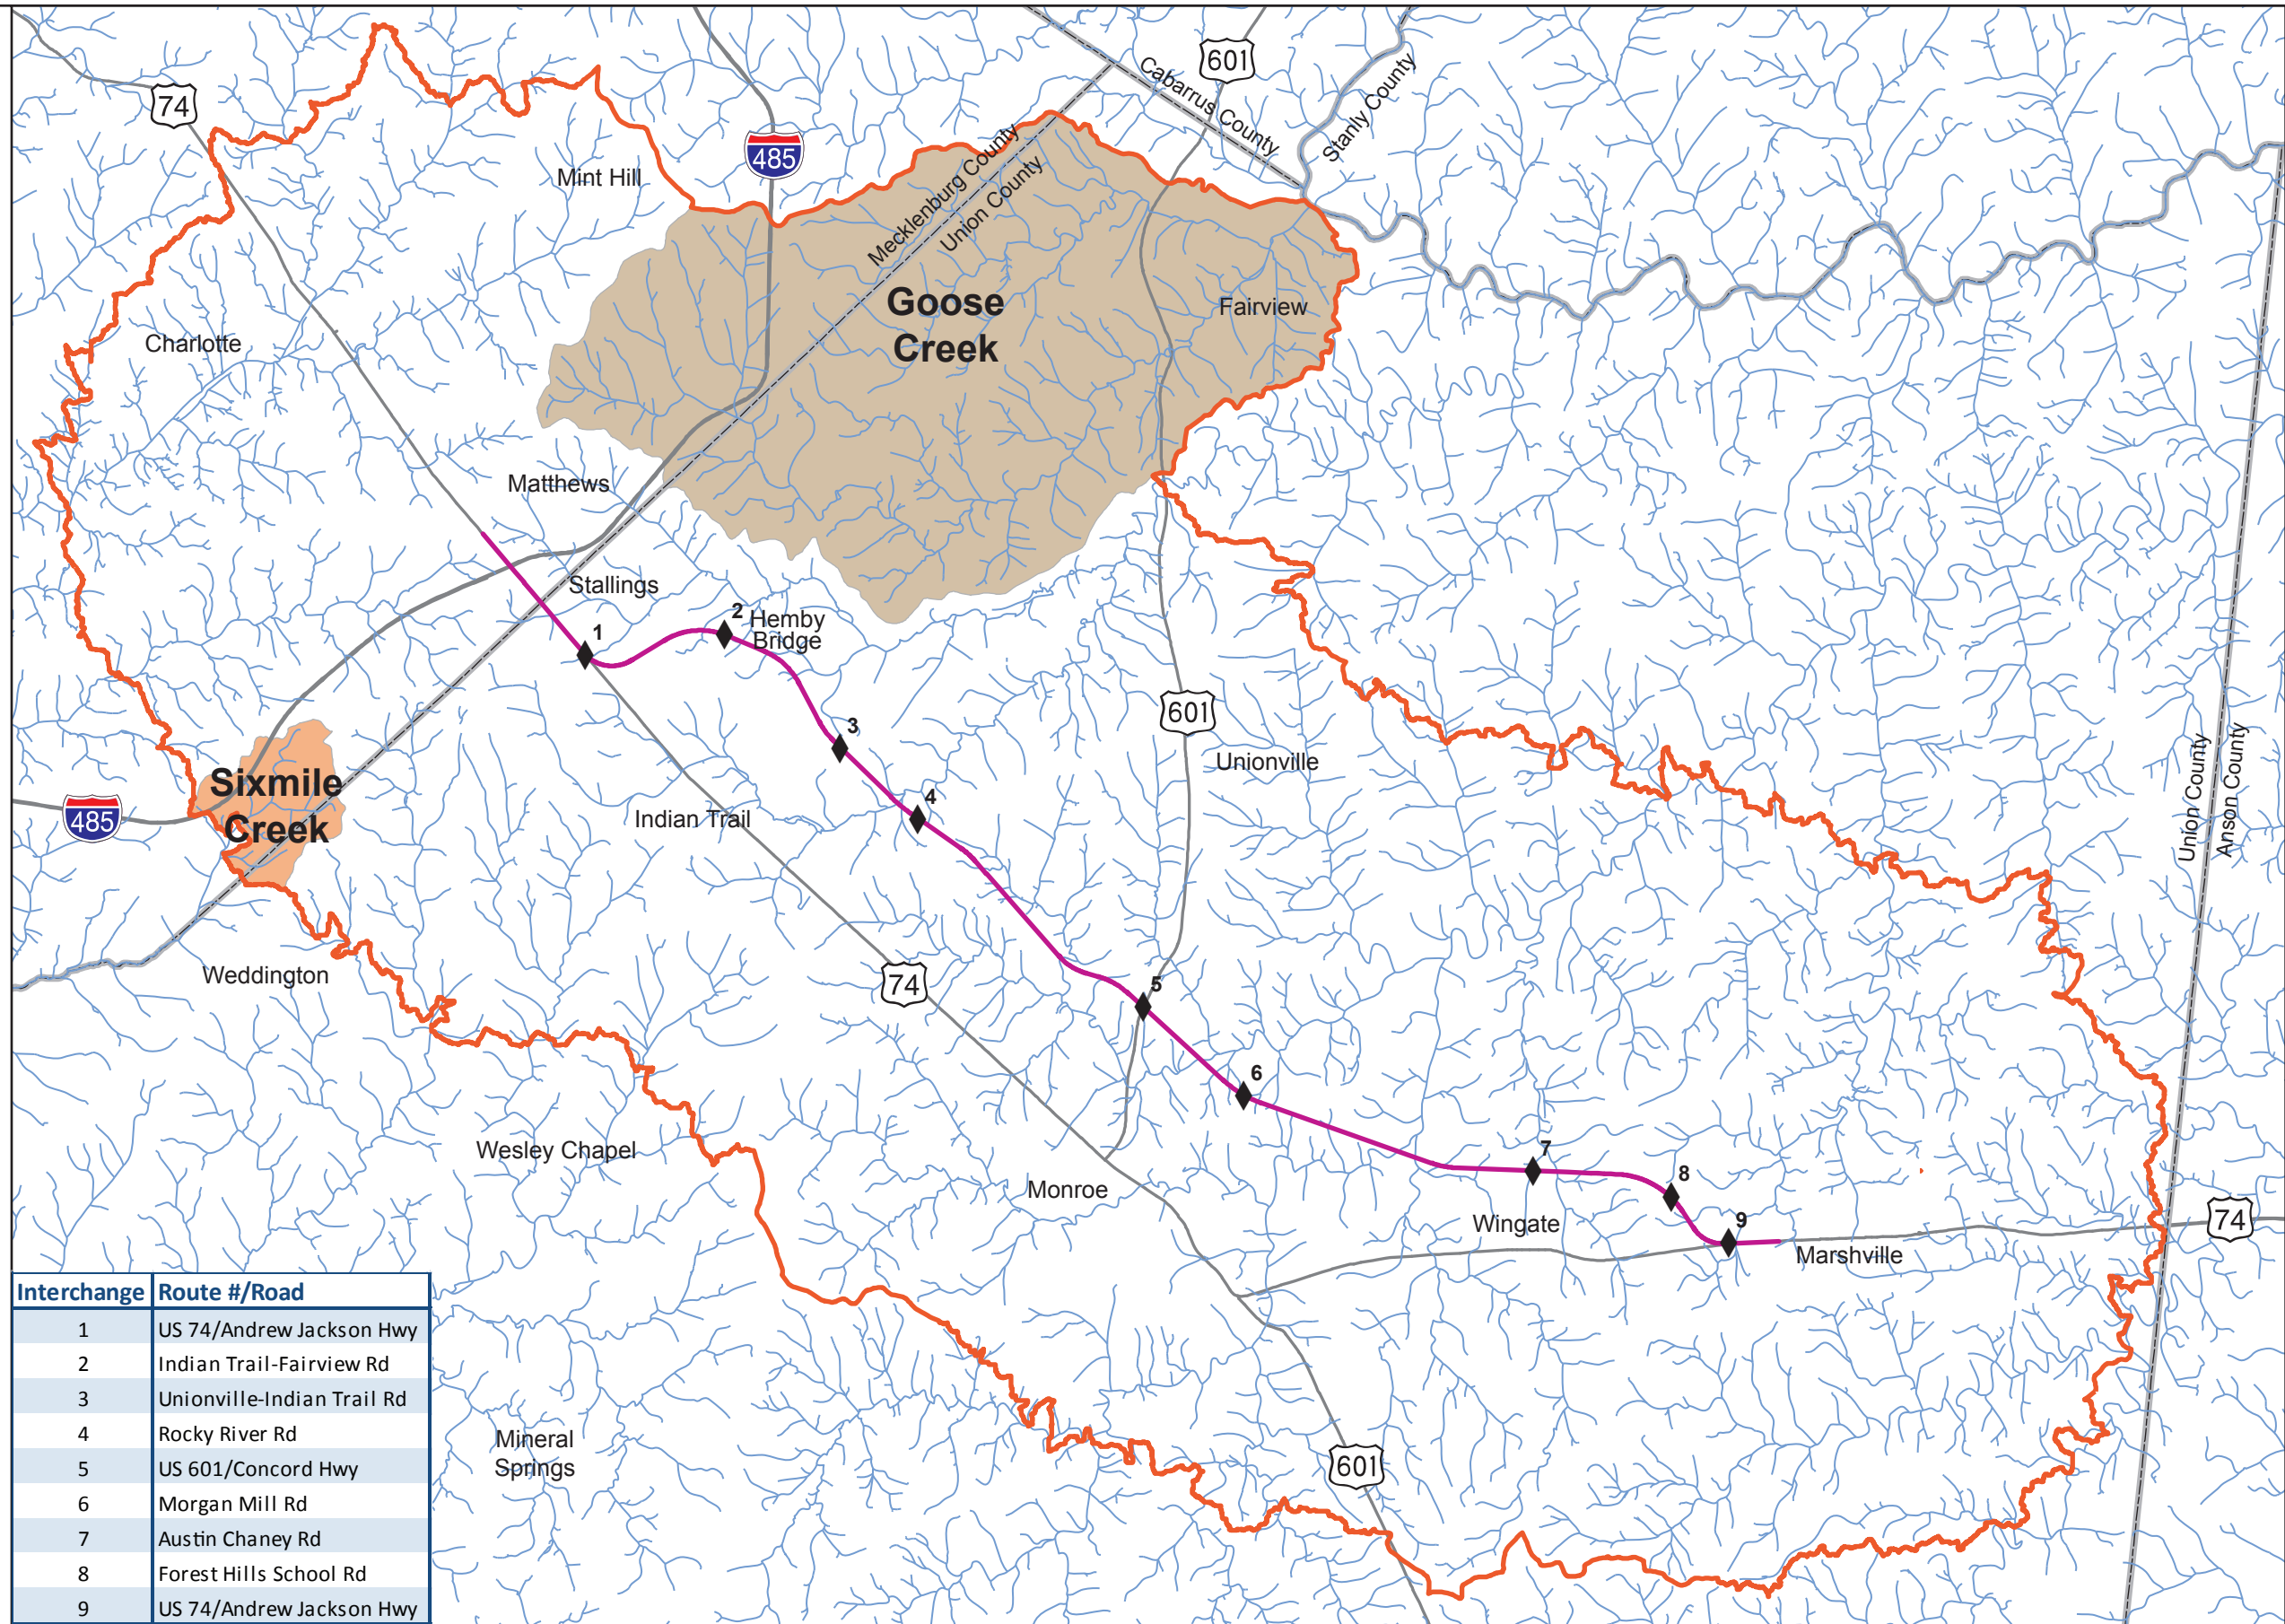 601
Cabarrus County
Stanly County
74
485
Mint Hill
Mecklenburg County
Union County
Goose
Creek
Fairview
Charlotte
Matthews
Stallings
1
2
Hemby
Bridge
3
601
Unionville
Sixmile
Creek
485
4
Indian Trail
Union County
Anson County
Weddington
74
5
6
Wesley Chapel
Monroe
7
8
Wingate
9
74
Marshville
Mineral
Springs
601
Interchange Route #/Road
1 US 74/Andrew Jackson Hwy
2 Indian Trail-Fairview Rd
3 Unionville-Indian Trail Rd
4 Rocky River Rd
5 US 601/Concord Hwy
6 Morgan Mill Rd
7 Austin Chaney Rd
8 Forest Hills School Rd
9 US 74/Andrew Jackson Hwy